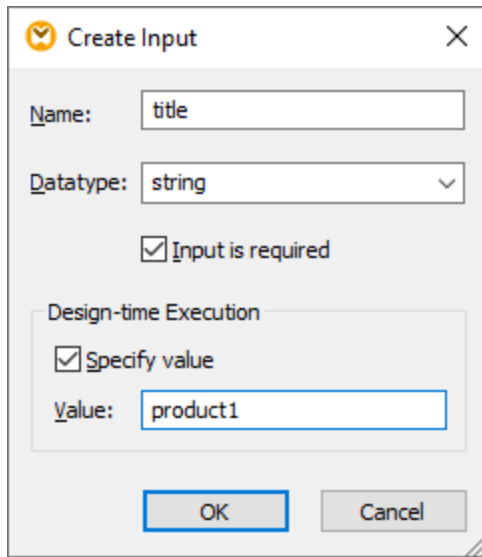 Create Input
Name: title
Datatype: string
Input is required
Design-time Execution
Specify value
Value: product1
OK Cancel